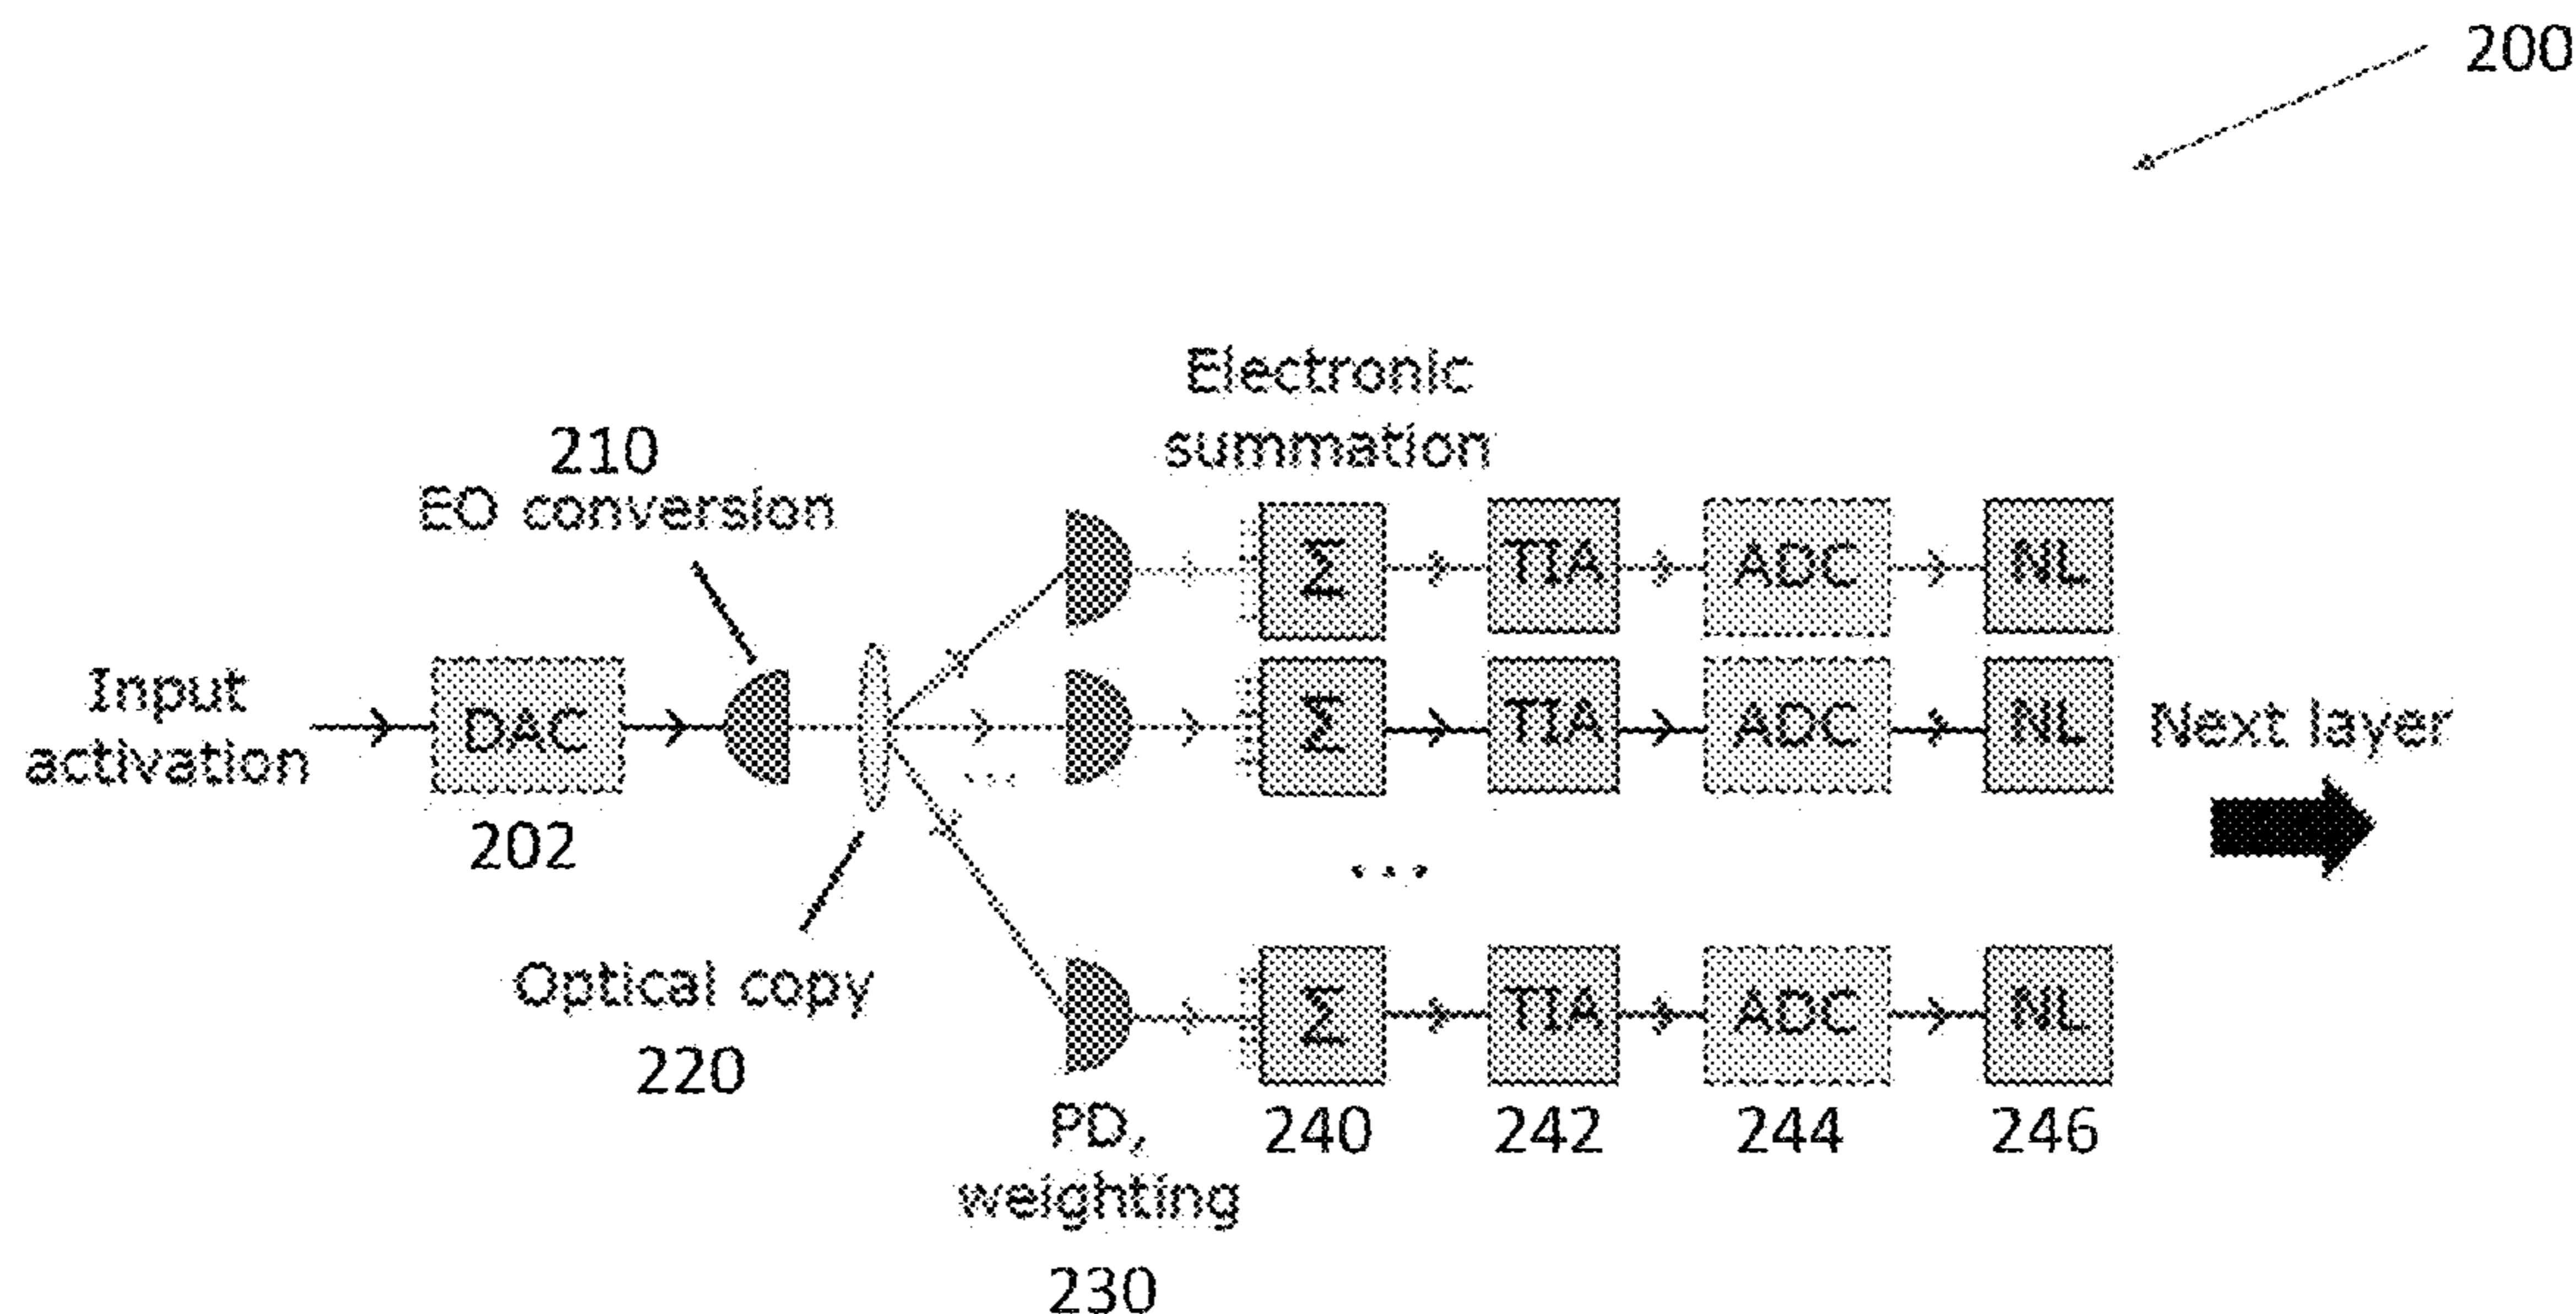 200
Electronic
summation
210
EO conversion
Σ TIA ADC NL
Input
activation
DAC
Σ TIA ADC NL
Next layer
202
...
...
Optical copy
220
Σ TIA ADC NL
PD,
weighting
230
240 242 244 246